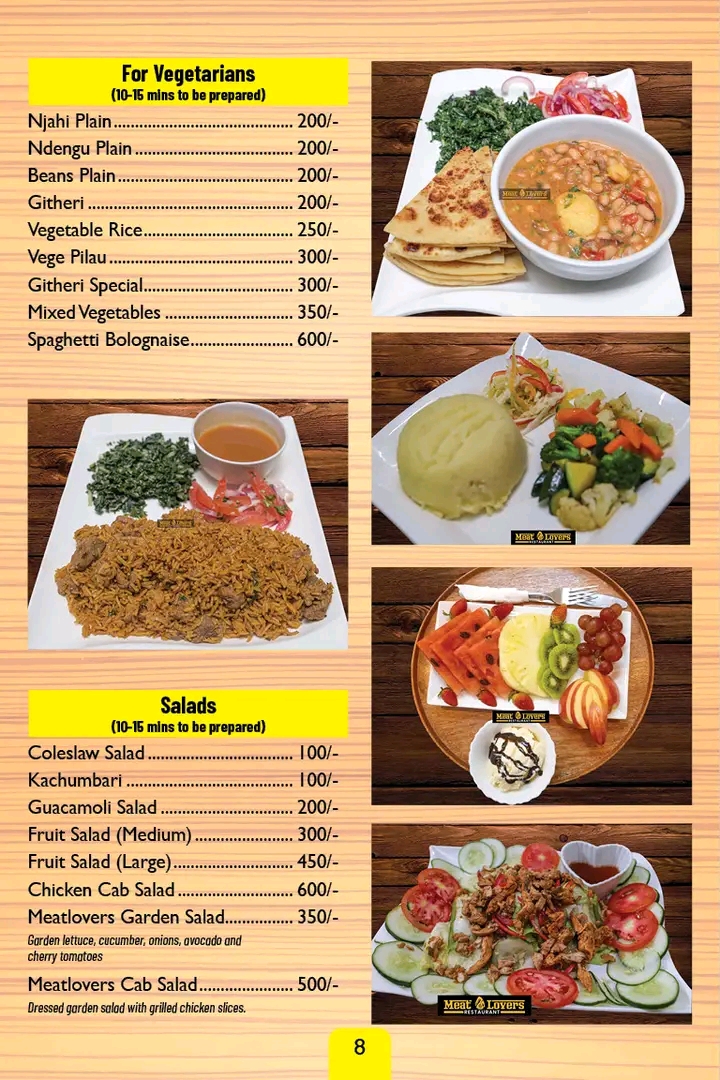 For Vegetarians
(10-15 mins to be prepared)
Njahi Plain ........................................ 200/-
Ndengu Plain ................................... 200/-
Beans Plain ....................................... 200/-
Githeri .............................................. 200/-
Vegetable Rice .................................. 250/-
Vege Pilau ......................................... 300/-
Githeri Special .................................. 300/-
Mixed Vegetables ............................ 350/-
Spaghetti Bolognaise ....................... 600/-
Meat Lovers
Meat Lovers
RESTAURANT
Meat Lovers
Salads
(10-15 mins to be prepared)
Coleslaw Salad ................................. 100/-
Kachumbari ...................................... 100/-
Guacamoli Salad .............................. 200/-
Fruit Salad (Medium) ...................... 300/-
Fruit Salad (Large) ........................... 450/-
Chicken Cab Salad .......................... 600/-
Meatlovers Garden Salad ............... 350/-
Garden lettuce, cucumber, onions, avocado and
cherry tomatoes
Meatlovers Cab Salad ..................... 500/-
Dressed garden salad with grilled chicken slices.
Meat Lovers
RESTAURANT
8